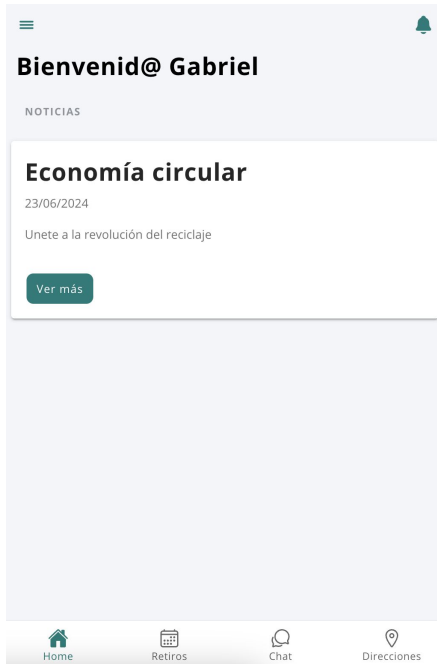 Bienvenid@ Gabriel
NOTICIAS
Economía circular
23/06/2024
Unete a la revolución del reciclaje
Ver más
Home
Retiros
Chat
Direcciones